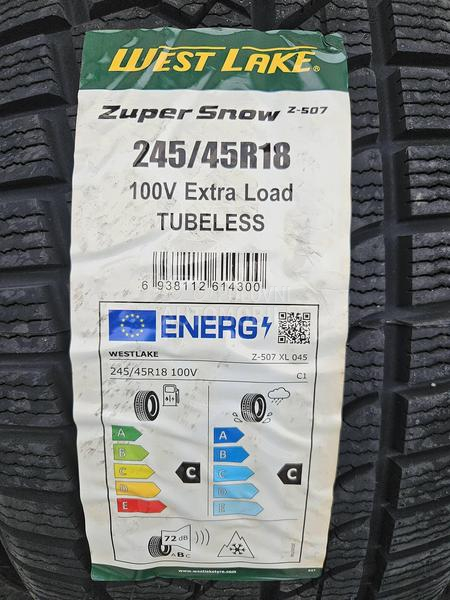 WEST LAKE®
Zuper Snow Z-507
245/45R18
100V Extra Load
TUBELESS
6 938112 614300
ENERG
WESTLAKE Z-507 XL 045
245/45R18 100V C1
A A
B B
C C C C
D D
E E
72 dB
A B C
www.westlaketyre.com